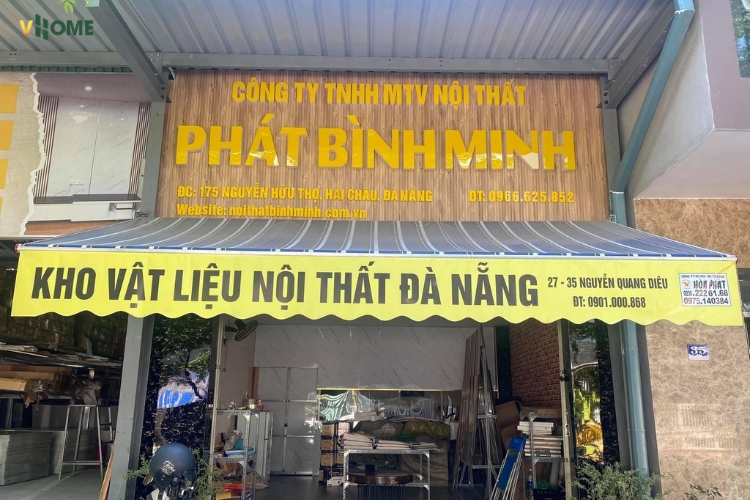 VHOME
CÔNG TY TNHH MTV NỘI THẤT
PHÁT BÌNH MINH
ĐC: 175 NGUYỄN HỮU THỌ, HẢI CHÂU, ĐÀ NẴNG ĐT: 0966.625.852
Website: noithatbinhminh.com.vn
KHO VẬT LIỆU NỘI THẤT ĐÀ NẴNG
27 - 35 NGUYỄN QUANG DIÊU
ĐT: 0901.000.868
HÒA PHÁT
0975.140384